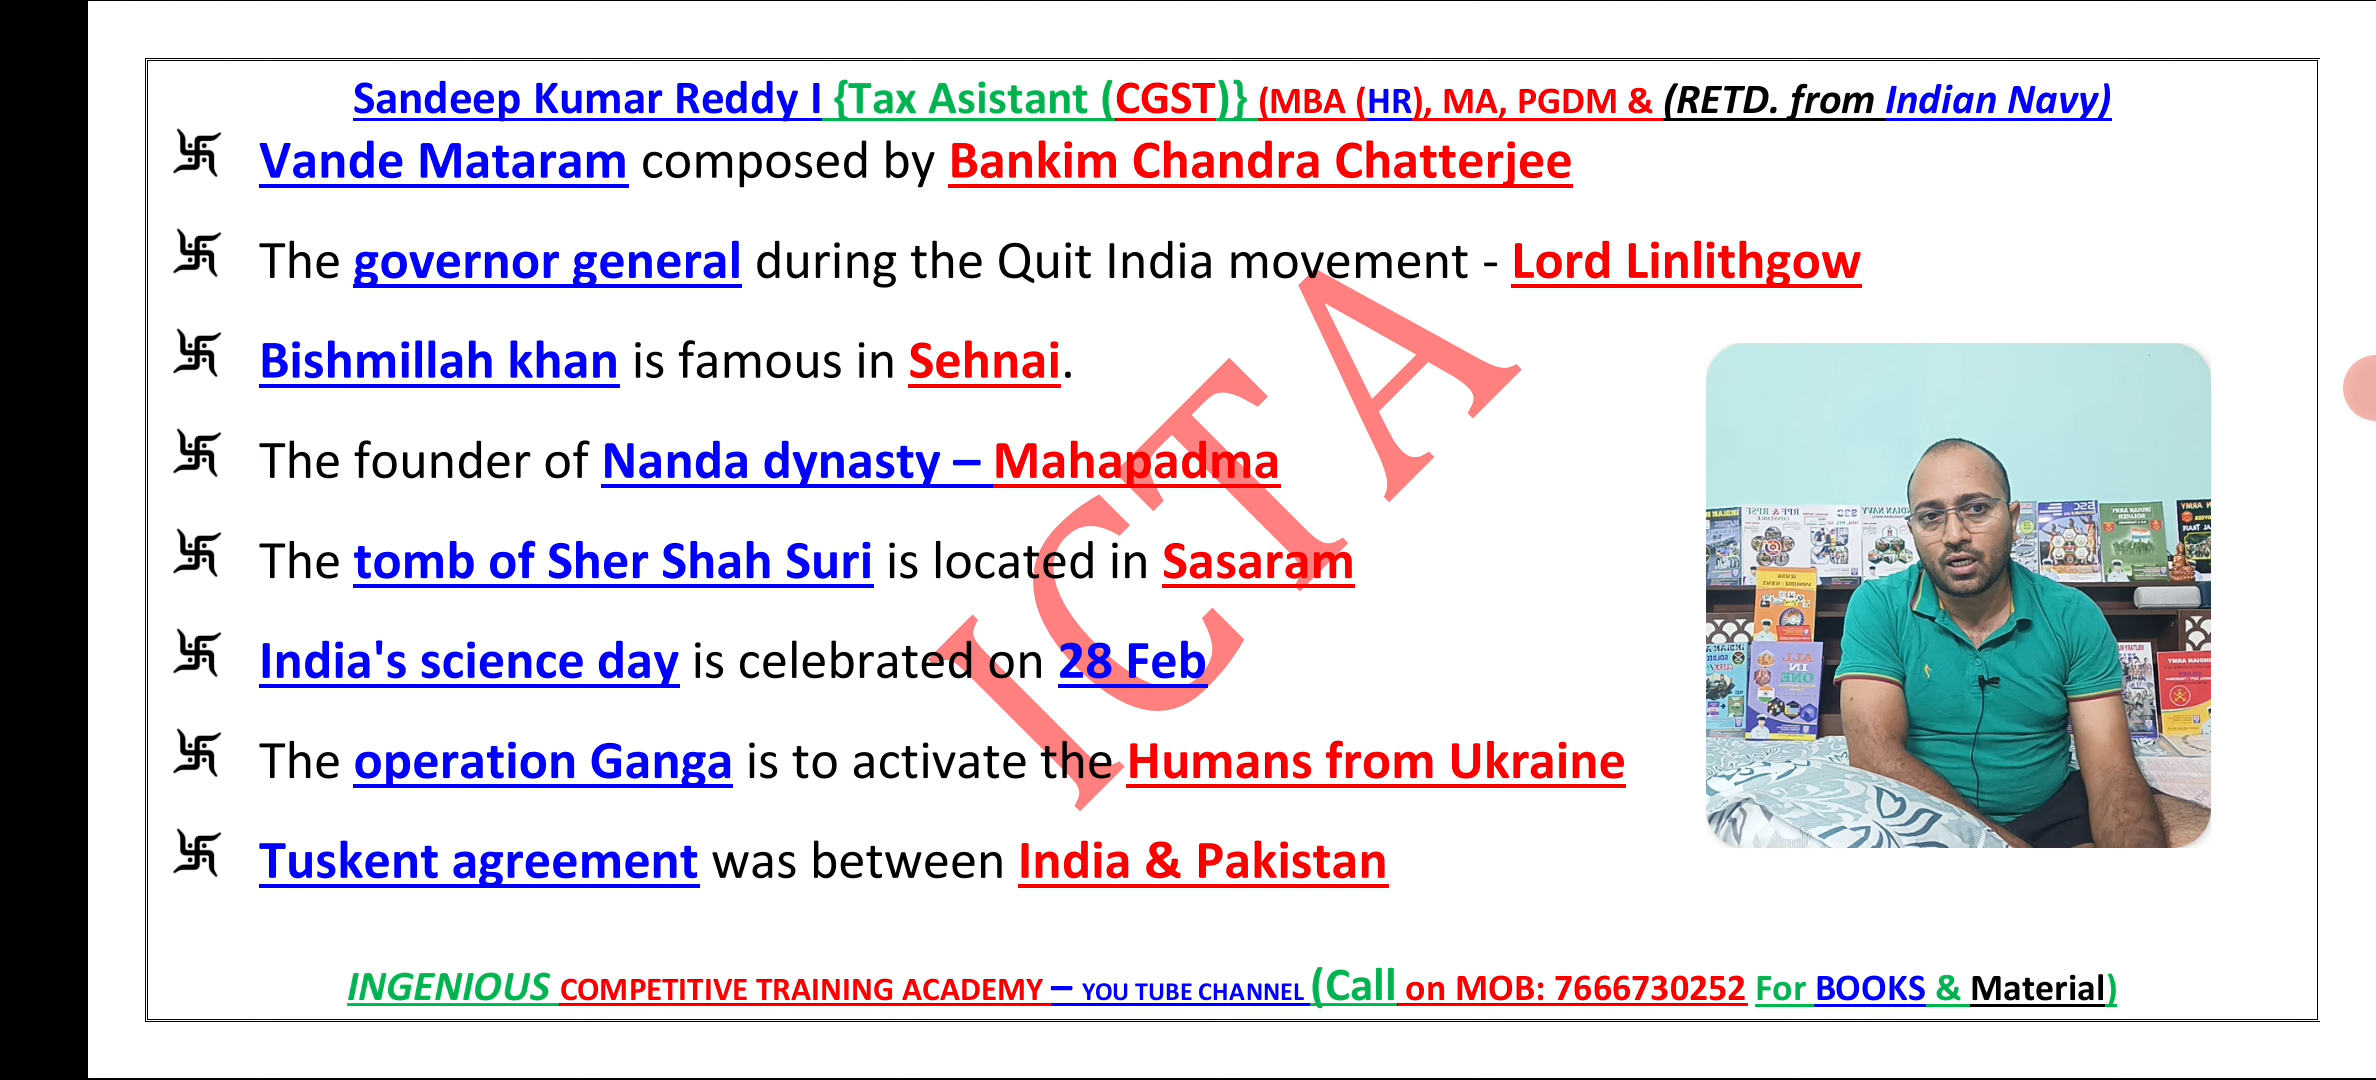 Sandeep Kumar Reddy I {Tax Asistant (CGST)} (MBA (HR), MA, PGDM & (RETD. from Indian Navy)
Vande Mataram composed by Bankim Chandra Chatterjee
The governor general during the Quit India movement - Lord Linlithgow
Bishmillah khan is famous in Sehnai.
The founder of Nanda dynasty – Mahapadma
The tomb of Sher Shah Suri is located in Sasaram
India's science day is celebrated on 28 Feb
The operation Ganga is to activate the Humans from Ukraine
Tuskent agreement was between India & Pakistan
ICTA
INGENIOUS COMPETITIVE TRAINING ACADEMY – YOU TUBE CHANNEL (Call on MOB: 7666730252 For BOOKS & Material)
ALL
IN
ONE